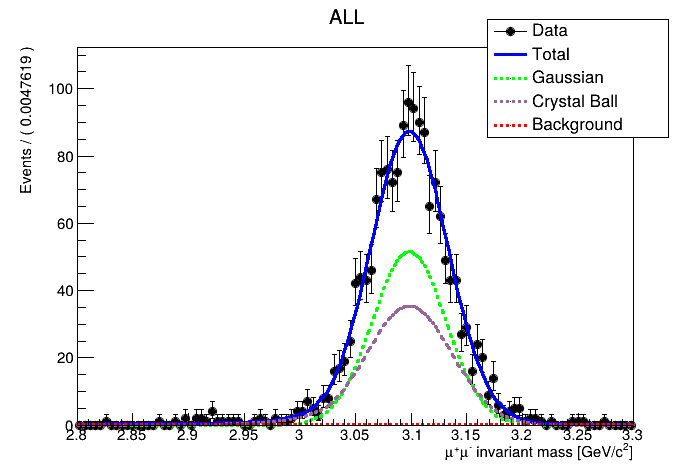 ALL
Data
Total
Gaussian
Crystal Ball
Background
Events / ( 0.0047619 )
100
80
60
40
20
0
2.8 2.85 2.9 2.95 3 3.05 3.1 3.15 3.2 3.25 3.3
μ⁺μ⁻ invariant mass [GeV/c²]